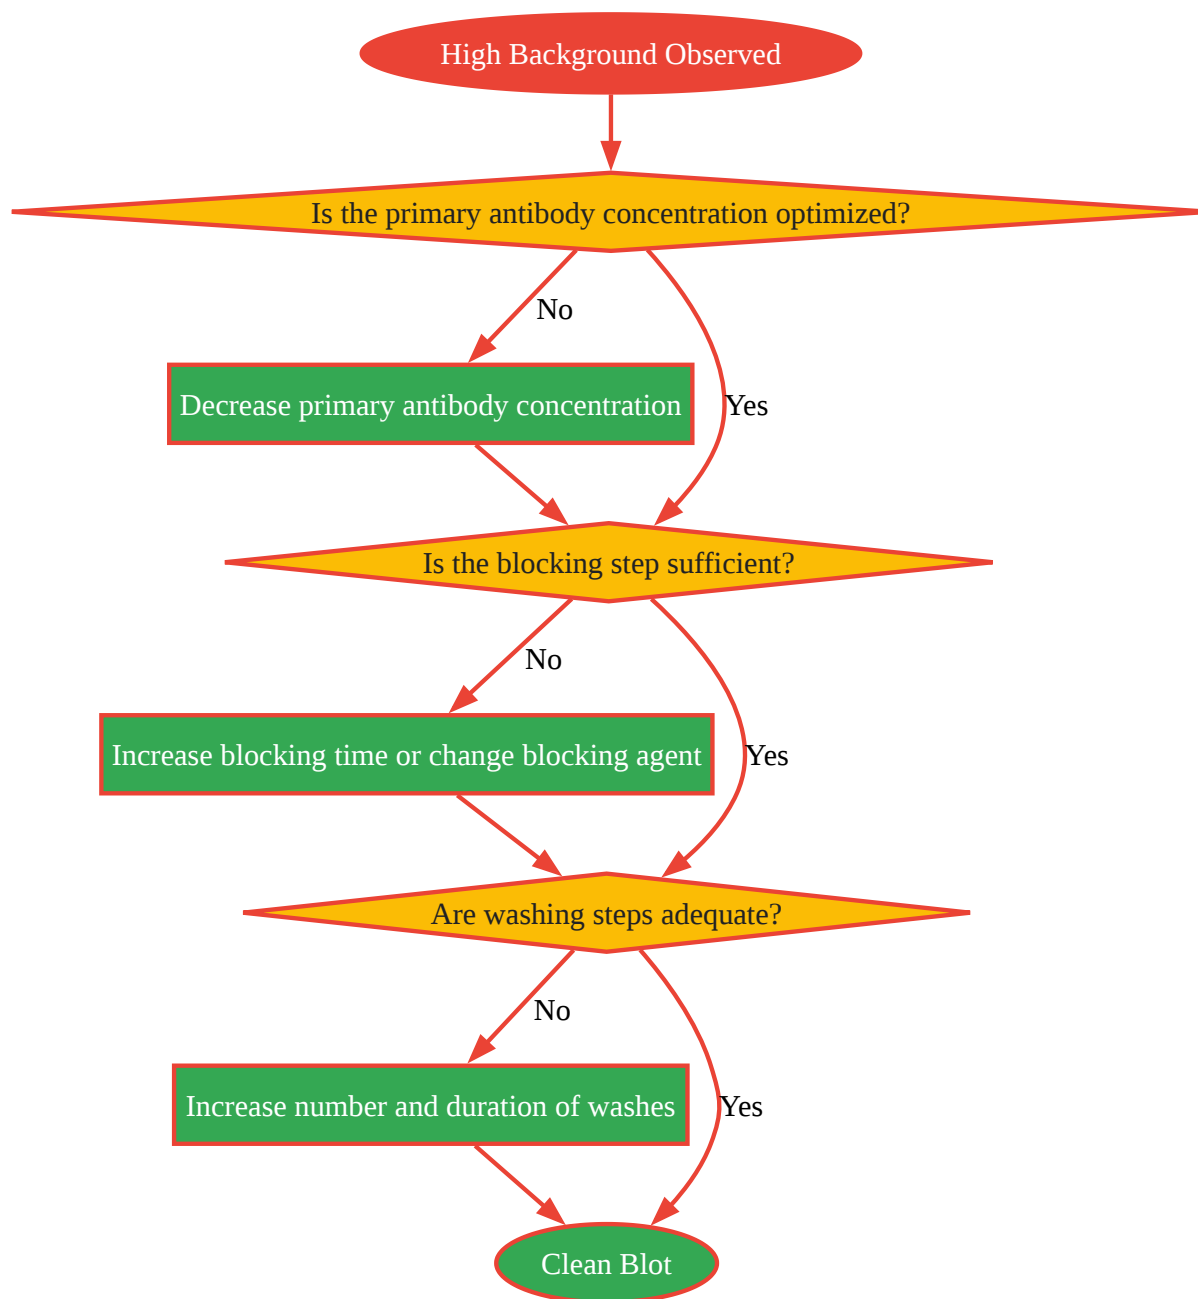 High Background Observed
Is the primary antibody concentration optimized?
No
Decrease primary antibody concentration
Yes
Is the blocking step sufficient?
No
Increase blocking time or change blocking agent
Yes
Are washing steps adequate?
No
Increase number and duration of washes
Yes
Clean Blot